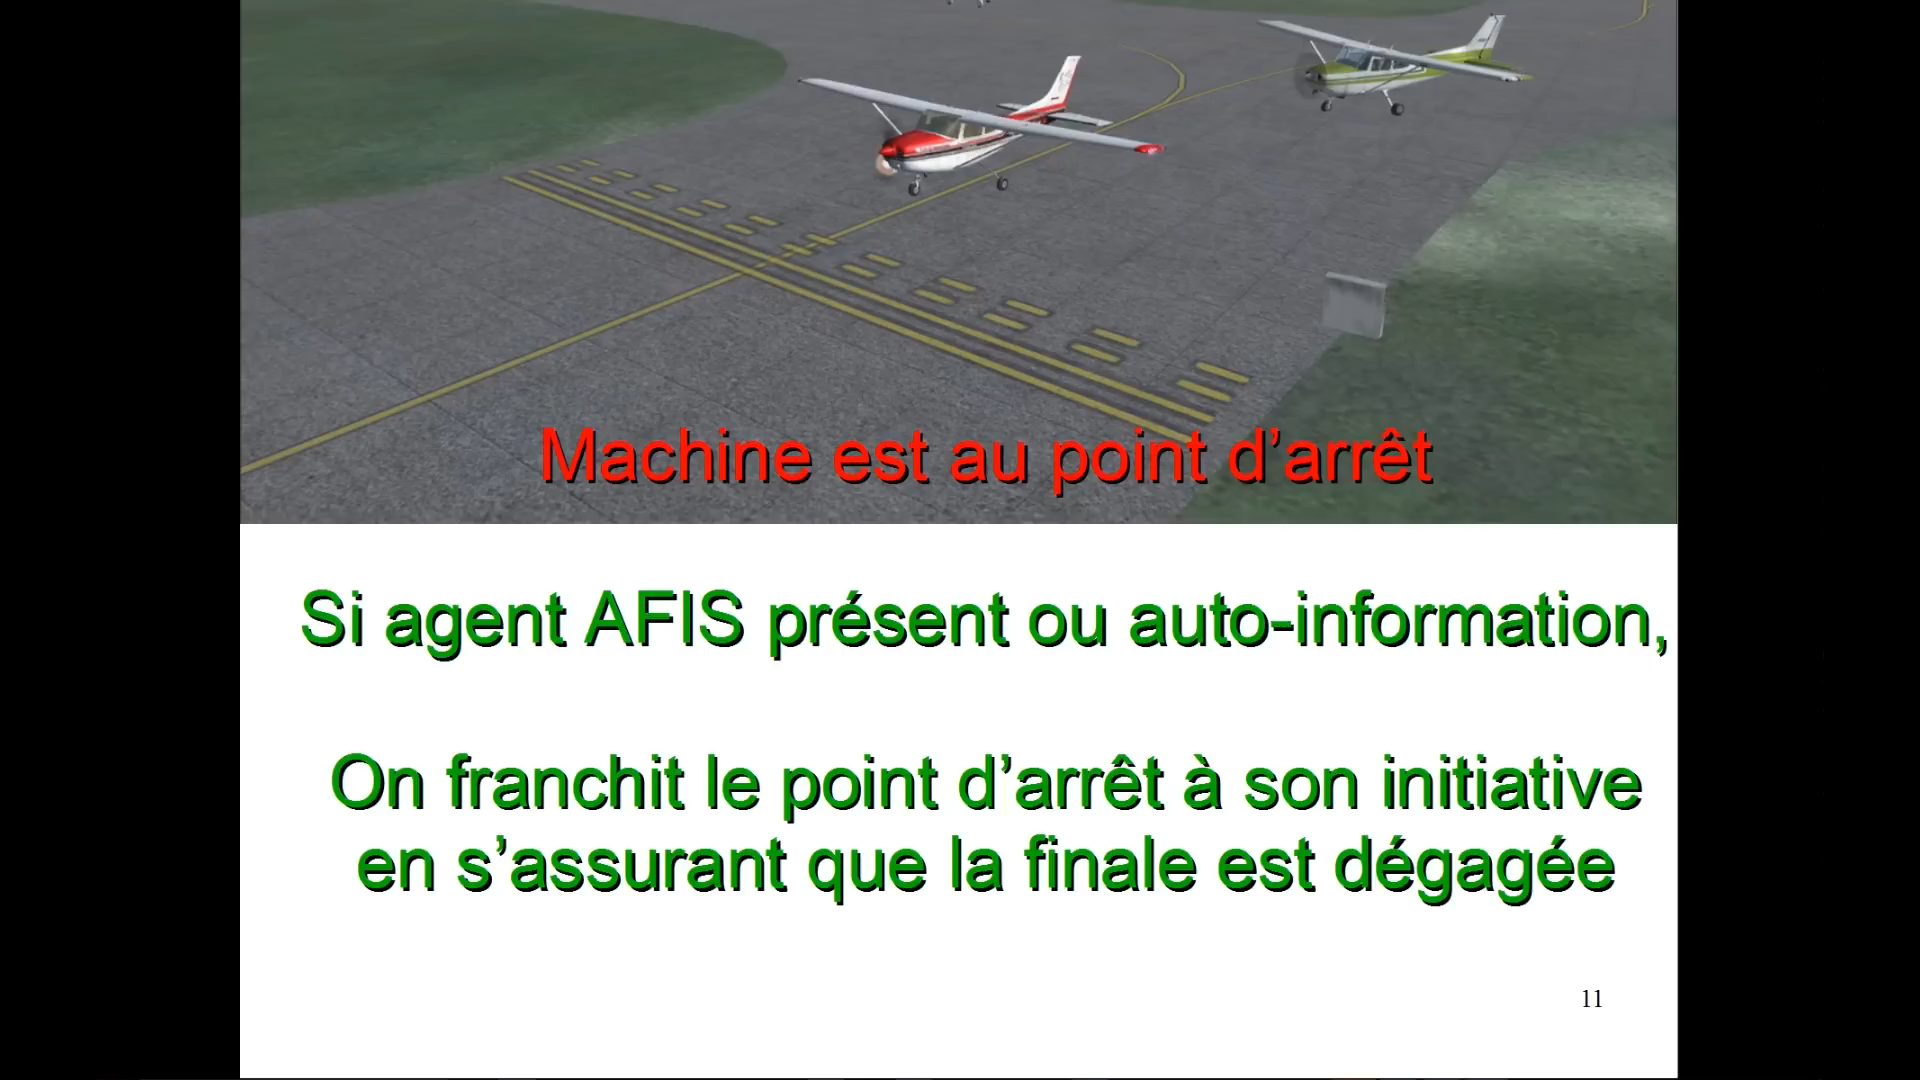 Machine est au point d’arrêt
Si agent AFIS présent ou auto-information,
On franchit le point d’arrêt à son initiative
en s’assurant que la finale est dégagée
11